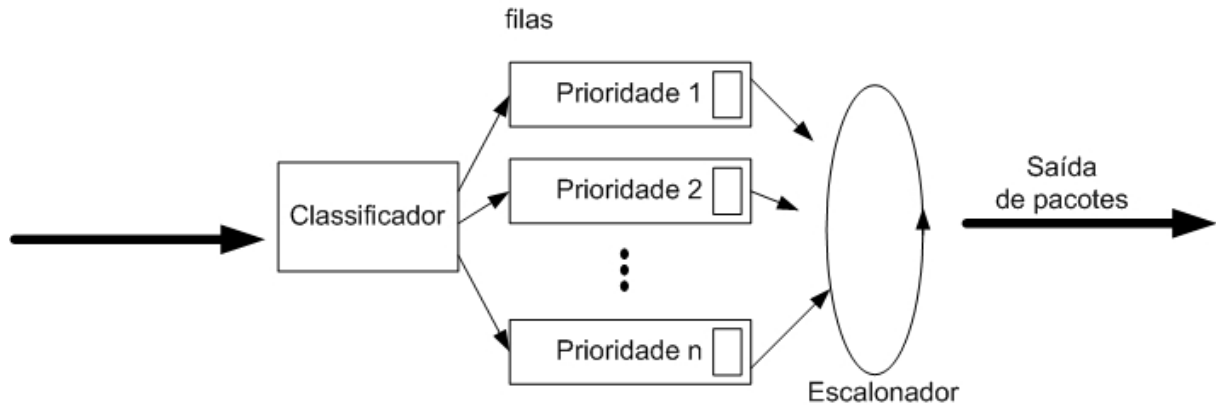 filas
Prioridade 1
Classificador
Prioridade 2
Prioridade n
Escalonador
Saída
de pacotes